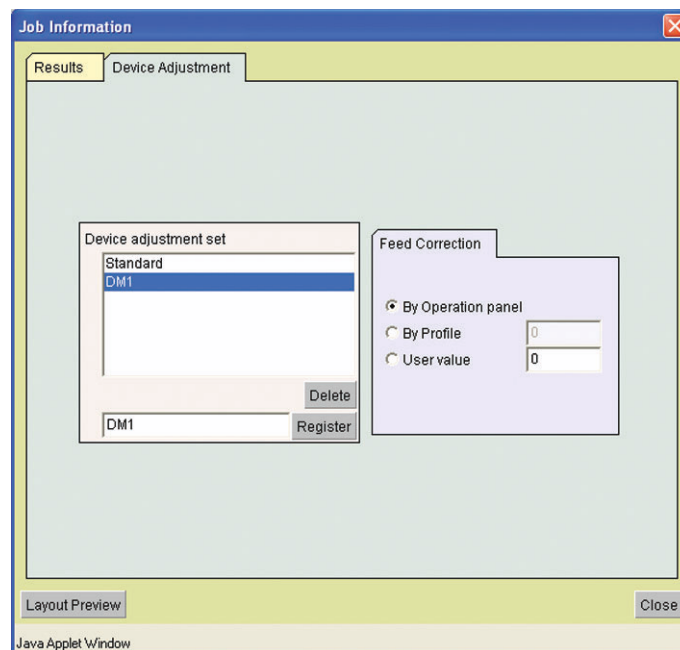 Job Information
Results
Device Adjustment
Device adjustment set
Standard
DM1
Delete
DM1
Register
Feed Correction
By Operation panel
By Profile
0
User value
0
Layout Preview
Close
Java Applet Window